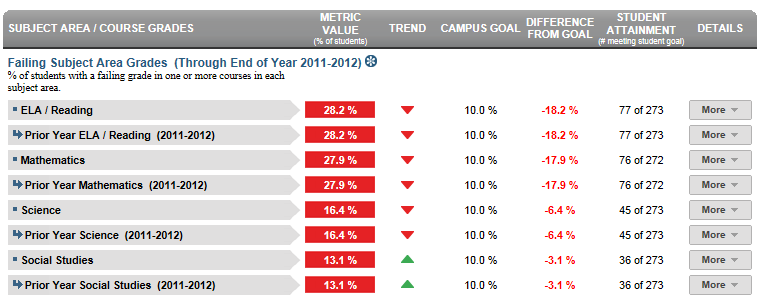 SUBJECT AREA / COURSE GRADES METRIC VALUE (% of students) TREND CAMPUS GOAL DIFFERENCE FROM GOAL STUDENT ATTAINMENT (# meeting student goal) DETAILS
Failing Subject Area Grades (Through End of Year 2011-2012)
% of students with a failing grade in one or more courses in each
subject area.
ELA / Reading 28.2 % 10.0 % -18.2 % 77 of 273 More
Prior Year ELA / Reading (2011-2012) 28.2 % 10.0 % -18.2 % 77 of 273 More
Mathematics 27.9 % 10.0 % -17.9 % 76 of 272 More
Prior Year Mathematics (2011-2012) 27.9 % 10.0 % -17.9 % 76 of 272 More
Science 16.4 % 10.0 % -6.4 % 45 of 273 More
Prior Year Science (2011-2012) 16.4 % 10.0 % -6.4 % 45 of 273 More
Social Studies 13.1 % 10.0 % -3.1 % 36 of 273 More
Prior Year Social Studies (2011-2012) 13.1 % 10.0 % -3.1 % 36 of 273 More